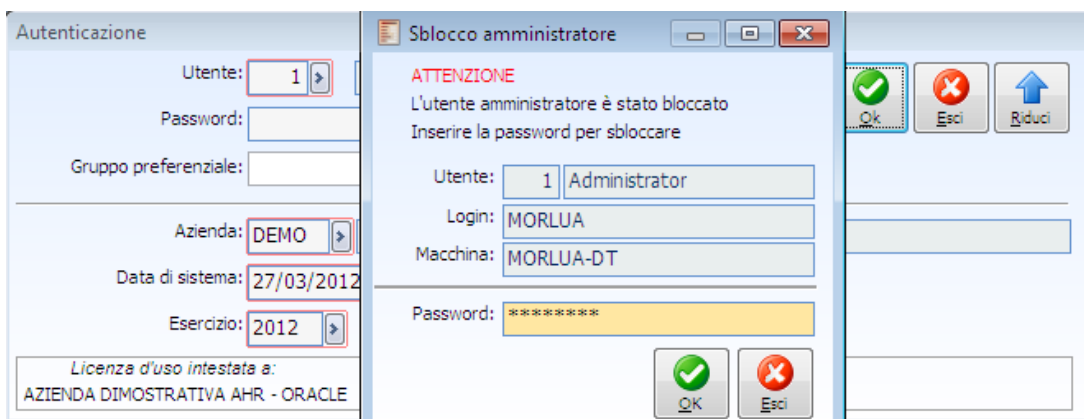 Autenticazione
Utente: 1
Password:
Gruppo preferenziale:
Azienda: DEMO
Data di sistema: 27/03/2012
Esercizio: 2012
Licenza d'uso intestata a:
AZIENDA DIMOSTRATIVA AHR - ORACLE
Sblocco amministratore
ATTENZIONE
L'utente amministratore è stato bloccato
Inserire la password per sbloccare
Utente: 1 Administrator
Login: MORLUA
Macchina: MORLUA-DT
Password: ********
OK Esci
Ok Esci Riduci